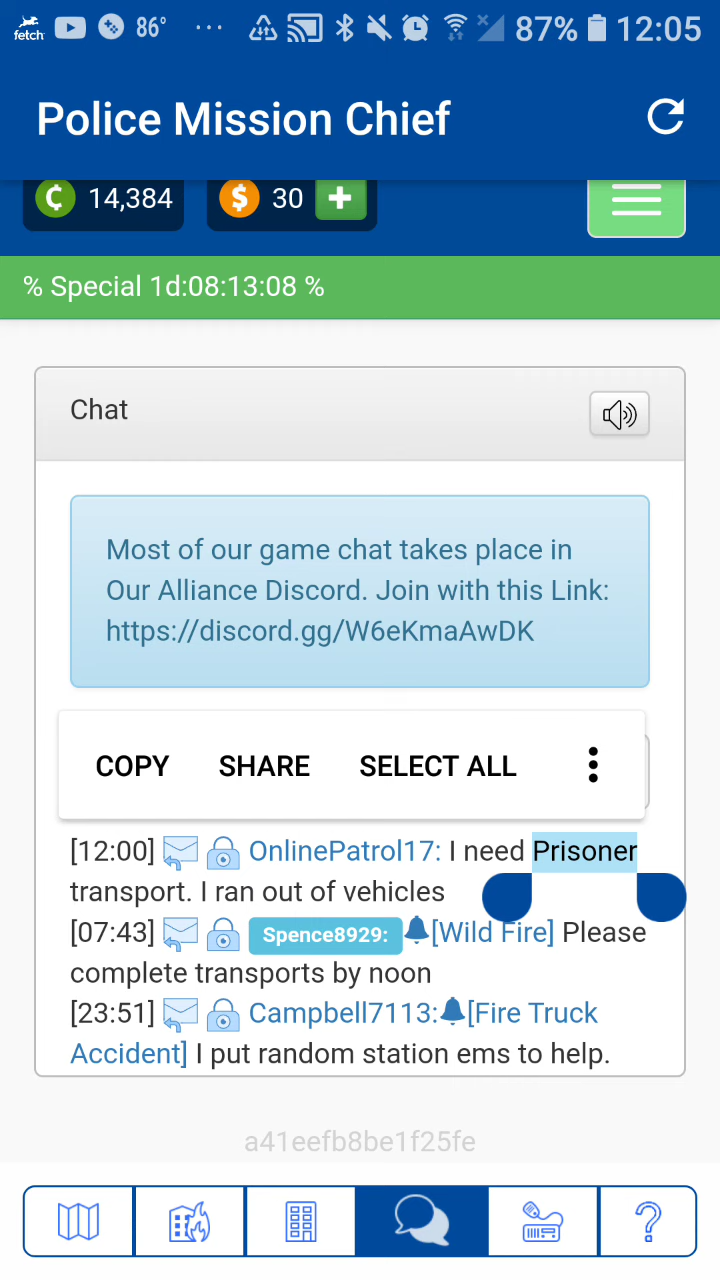 fetch 86° ... 87% 12:05
Police Mission Chief
¢ 14,384 $ 30 +
% Special 1d:08:13:08 %
Chat
Most of our game chat takes place in
Our Alliance Discord. Join with this Link:
https://discord.gg/W6eKmaAwDK
COPY SHARE SELECT ALL
[12:00] OnlinePatrol17: I need Prisoner
transport. I ran out of vehicles
[07:43] Spence8929: [Wild Fire] Please
complete transports by noon
[23:51] Campbell7113: [Fire Truck
Accident] I put random station ems to help.
a41eefb8be1f25fe
?